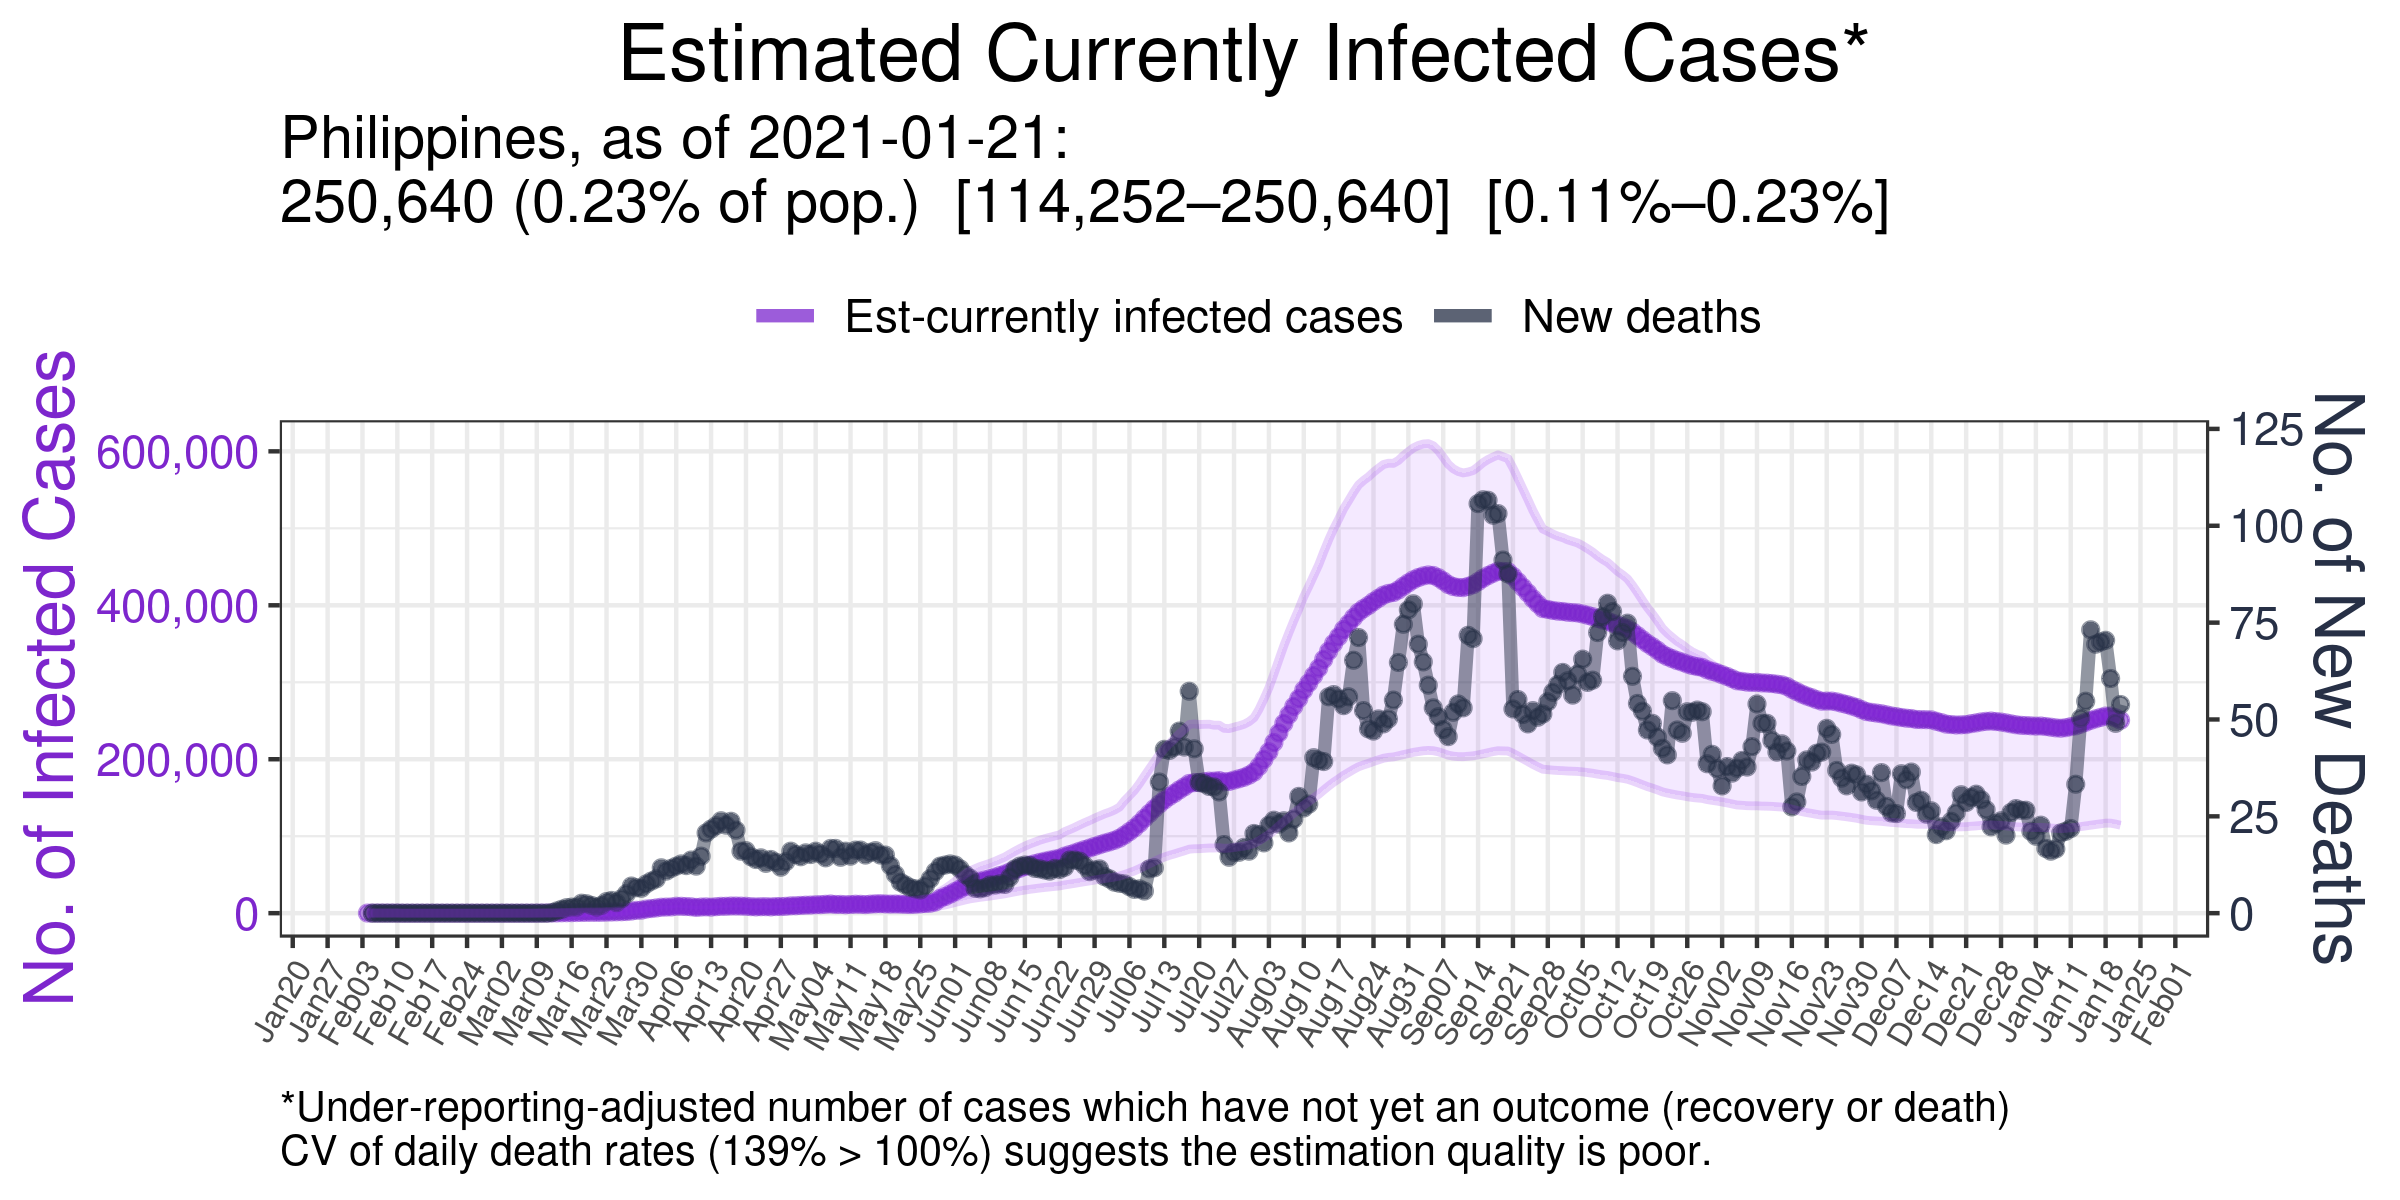 Estimated Currently Infected Cases*
Philippines, as of 2021-01-21:
250,640 (0.23% of pop.) [114,252–250,640] [0.11%–0.23%]
Est-currently infected cases
New deaths
No. of Infected Cases
600,000
400,000
200,000
0
125
100
75
50
25
0
No. of New Deaths
Jan20
Jan27
Feb03
Feb10
Feb17
Feb24
Mar02
Mar09
Mar16
Mar23
Mar30
Apr06
Apr13
Apr20
Apr27
May04
May11
May18
May25
Jun01
Jun08
Jun15
Jun22
Jun29
Jul06
Jul13
Jul20
Jul27
Aug03
Aug10
Aug17
Aug24
Aug31
Sep07
Sep14
Sep21
Sep28
Oct05
Oct12
Oct19
Oct26
Nov02
Nov09
Nov16
Nov23
Nov30
Dec07
Dec14
Dec21
Dec28
Jan04
Jan11
Jan18
Jan25
Feb01
*Under-reporting-adjusted number of cases which have not yet an outcome (recovery or death)
CV of daily death rates (139% > 100%) suggests the estimation quality is poor.